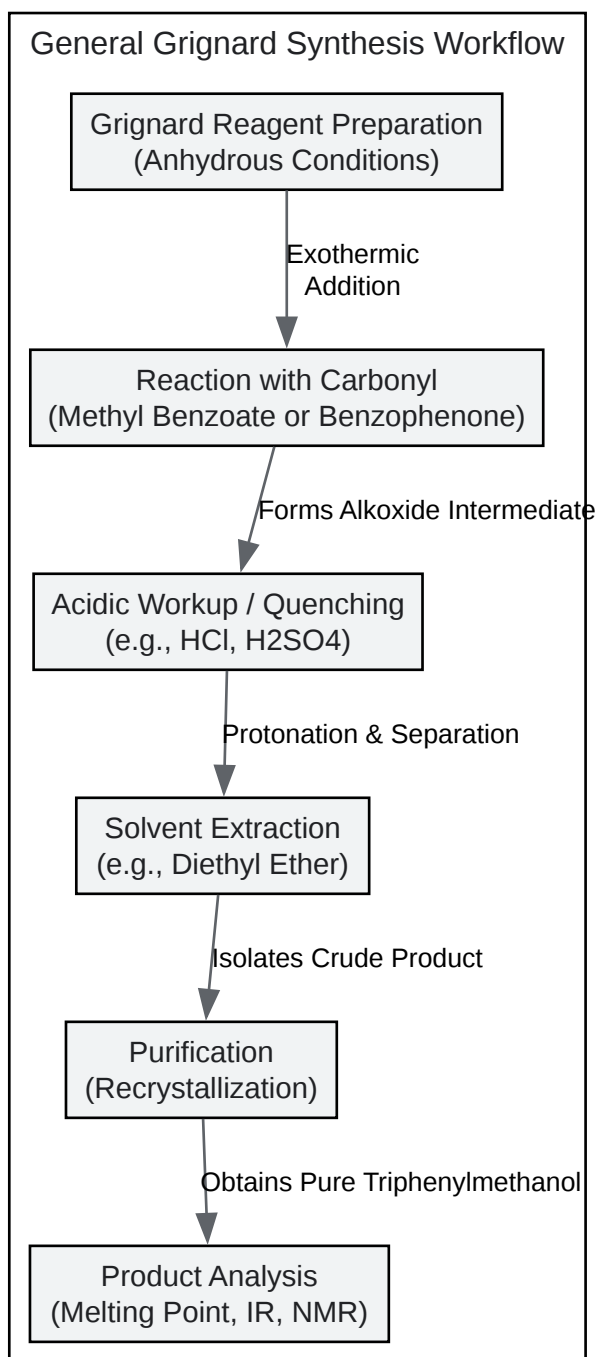 General Grignard Synthesis Workflow
Grignard Reagent Preparation
(Anhydrous Conditions)
Exothermic
Addition
Reaction with Carbonyl
(Methyl Benzoate or Benzophenone)
Forms Alkoxide Intermediate
Acidic Workup / Quenching
(e.g., HCl, H2SO4)
Protonation & Separation
Solvent Extraction
(e.g., Diethyl Ether)
Isolates Crude Product
Purification
(Recrystallization)
Obtains Pure Triphenylmethanol
Product Analysis
(Melting Point, IR, NMR)